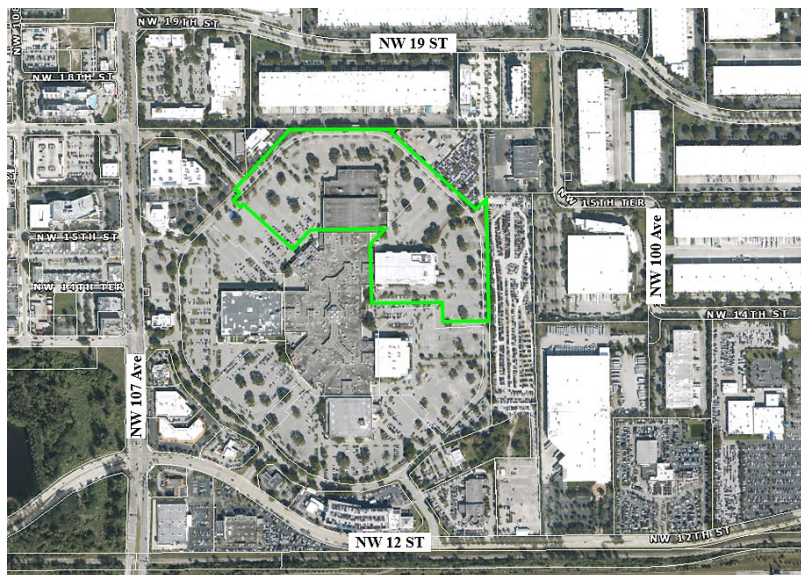 NW 19TH ST
NW 19 ST
NW 18TH ST
NW 15TH TER
NW 15TH ST
NW 100 Ave
NW 14TH TER
NW 14TH ST
NW 107 Ave
NW 12TH ST
NW 12 ST